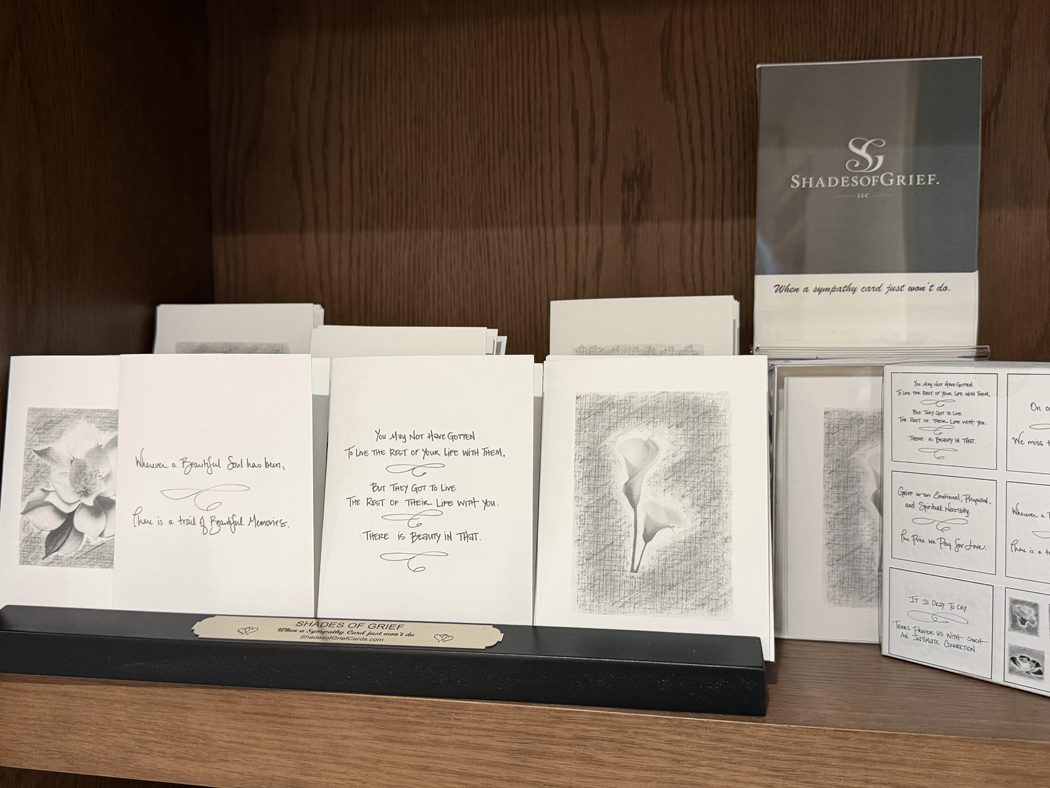 SG
SHADESOFGRIEF.
LLC
When a sympathy card just won't do.
Wherever a Beautiful Soul has been,
There is a trail of Beautiful Memories.
You May Not Have Gotten
To Live the Rest of Your Life with Them,
But They Got to Live
The Rest of Their Life with You.
There is Beauty in That.
SHADES OF GRIEF
When a Sympathy Card just won't do
ShadesofGriefCards.com
You May Not Have Gotten
To Live the Rest of Your Life with Them,
But They Got to Live
The Rest of Their Life with You.
There is Beauty in That.
We miss
Grief is an Emotional, Physical,
and Spiritual Necessity.
The Price We Pay for Love.
Wherever a
There is a
It is Okay To Cry
Tears Provide Us With Such
An Intimate Connection.